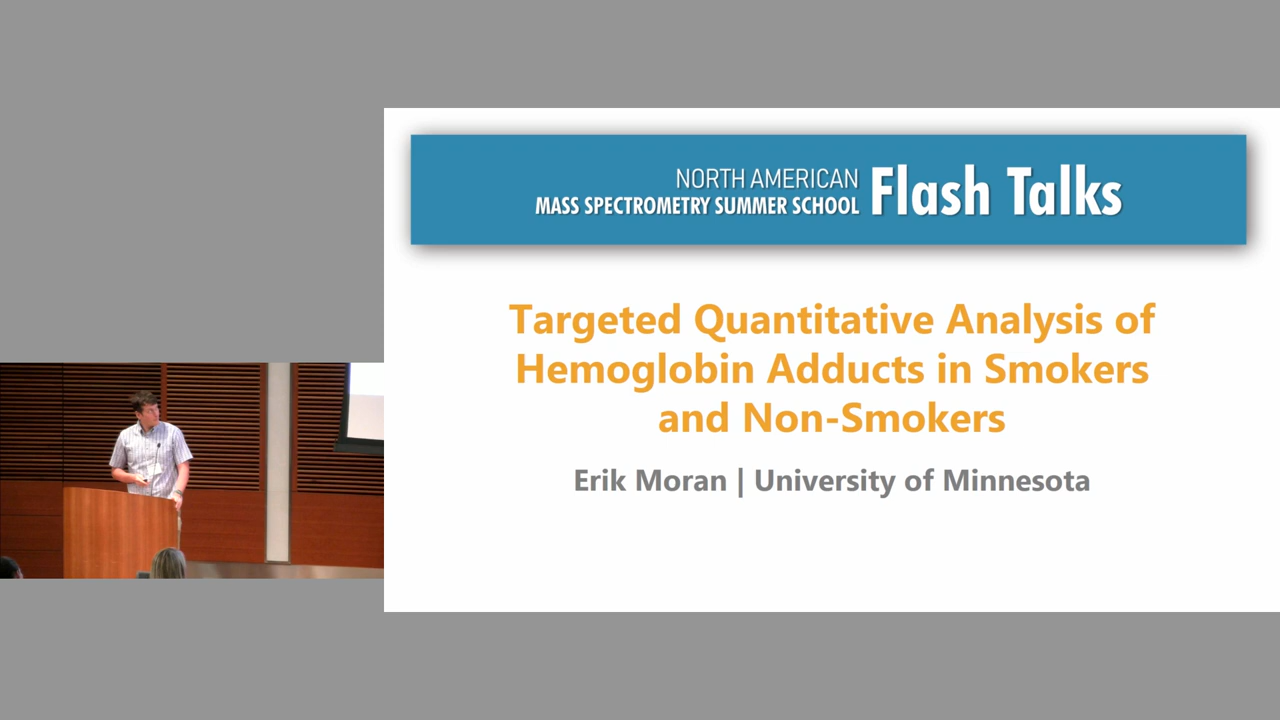 NORTH AMERICAN
MASS SPECTROMETRY SUMMER SCHOOL Flash Talks
Targeted Quantitative Analysis of
Hemoglobin Adducts in Smokers
and Non-Smokers
Erik Moran | University of Minnesota